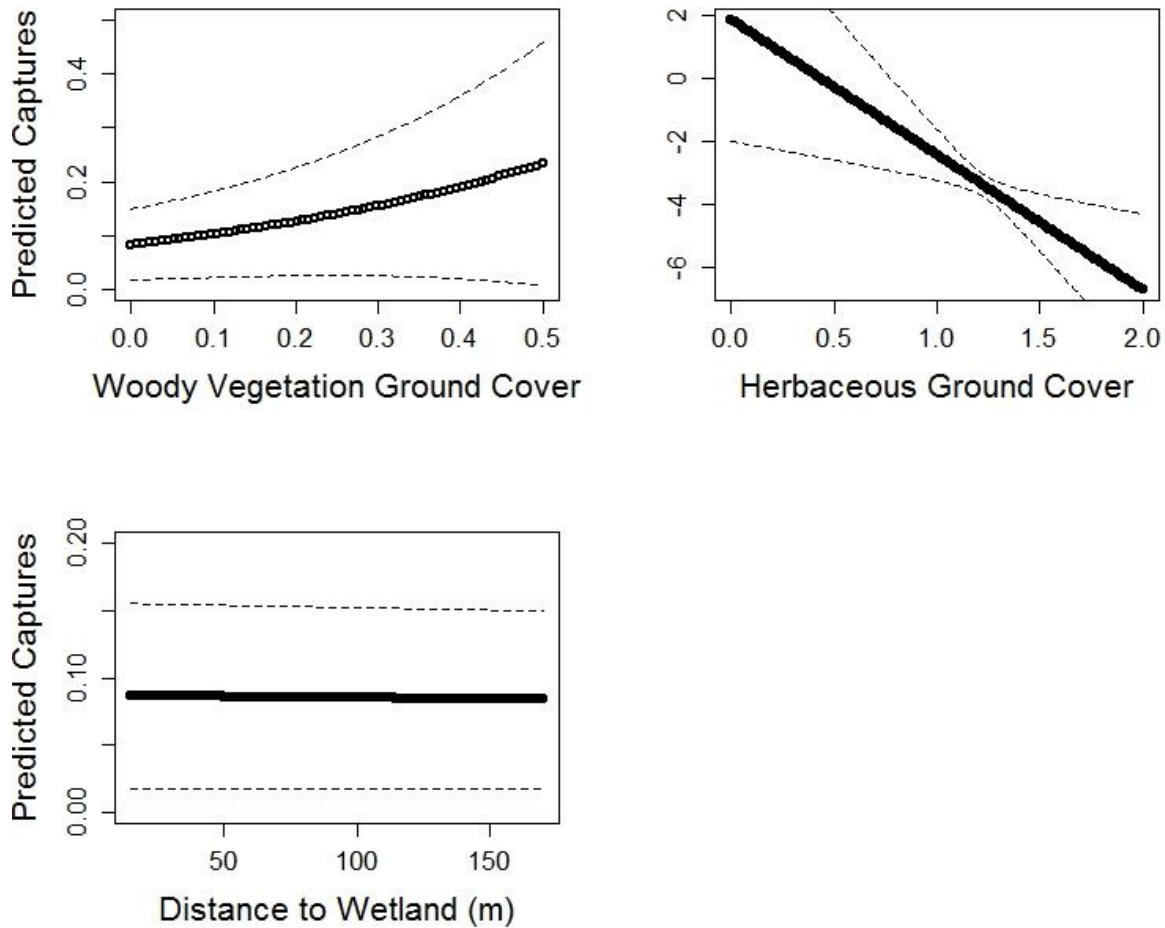 Predicted Captures
0.4
0.2
0.0
0.0 0.1 0.2 0.3 0.4 0.5
Woody Vegetation Ground Cover
2
0
-2
-4
-6
0.0 0.5 1.0 1.5 2.0
Herbaceous Ground Cover
Predicted Captures
0.20
0.10
0.00
50 100 150
Distance to Wetland (m)